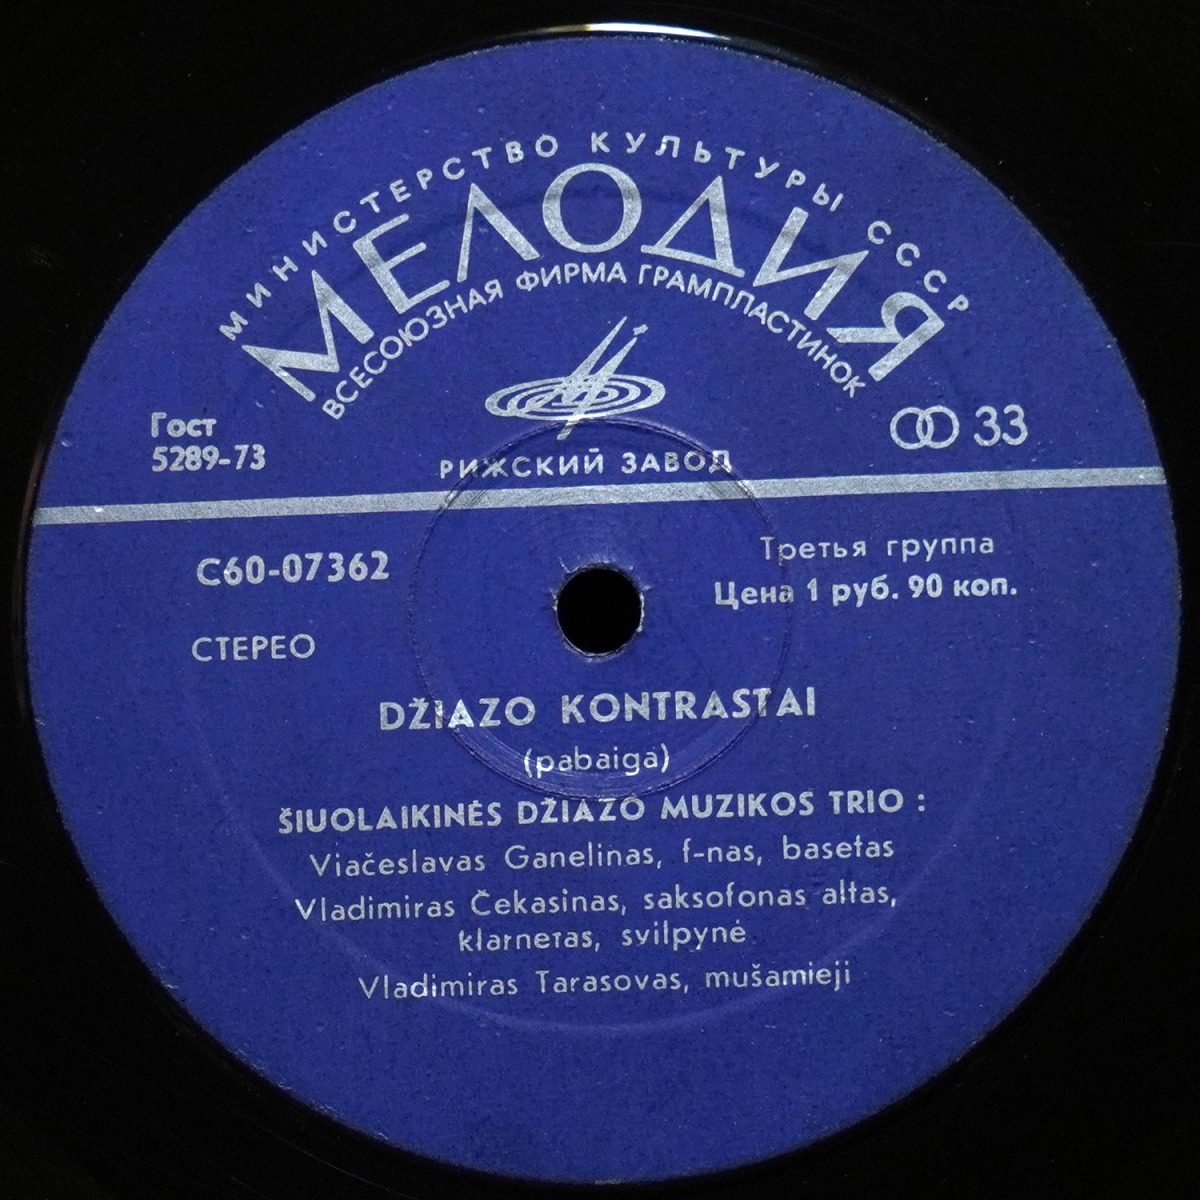 МИНИСТЕРСТВО КУЛЬТУРЫ СССР
МЕЛОДИЯ
ВСЕСОЮЗНАЯ ФИРМА ГРАМПЛАСТИНОК
Гост
5289-73
33
РИЖСКИЙ ЗАВОД
С60-07362
Третья группа
Цена 1 руб. 90 коп.
СТЕРЕО
DŽIAZO KONTRASTAI
(pabaiga)
ŠIUOLAIKINĖS DŽIAZO MUZIKOS TRIO :
Viačeslavas Ganelinas, f-nas, basetas
Vladimiras Čekasinas, saksofonas altas,
klarnetas, svilpynė
Vladimiras Tarasovas, mušamieji